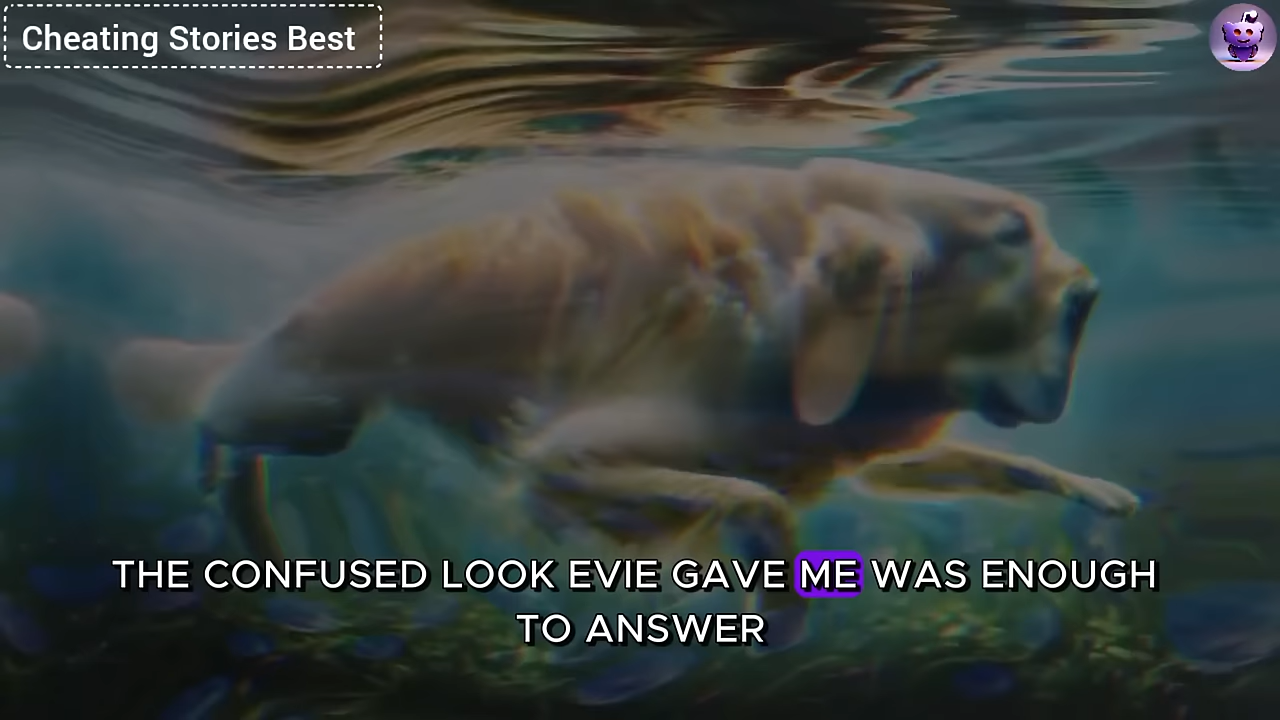 Cheating Stories Best
THE CONFUSED LOOK EVIE GAVE ME WAS ENOUGH
TO ANSWER